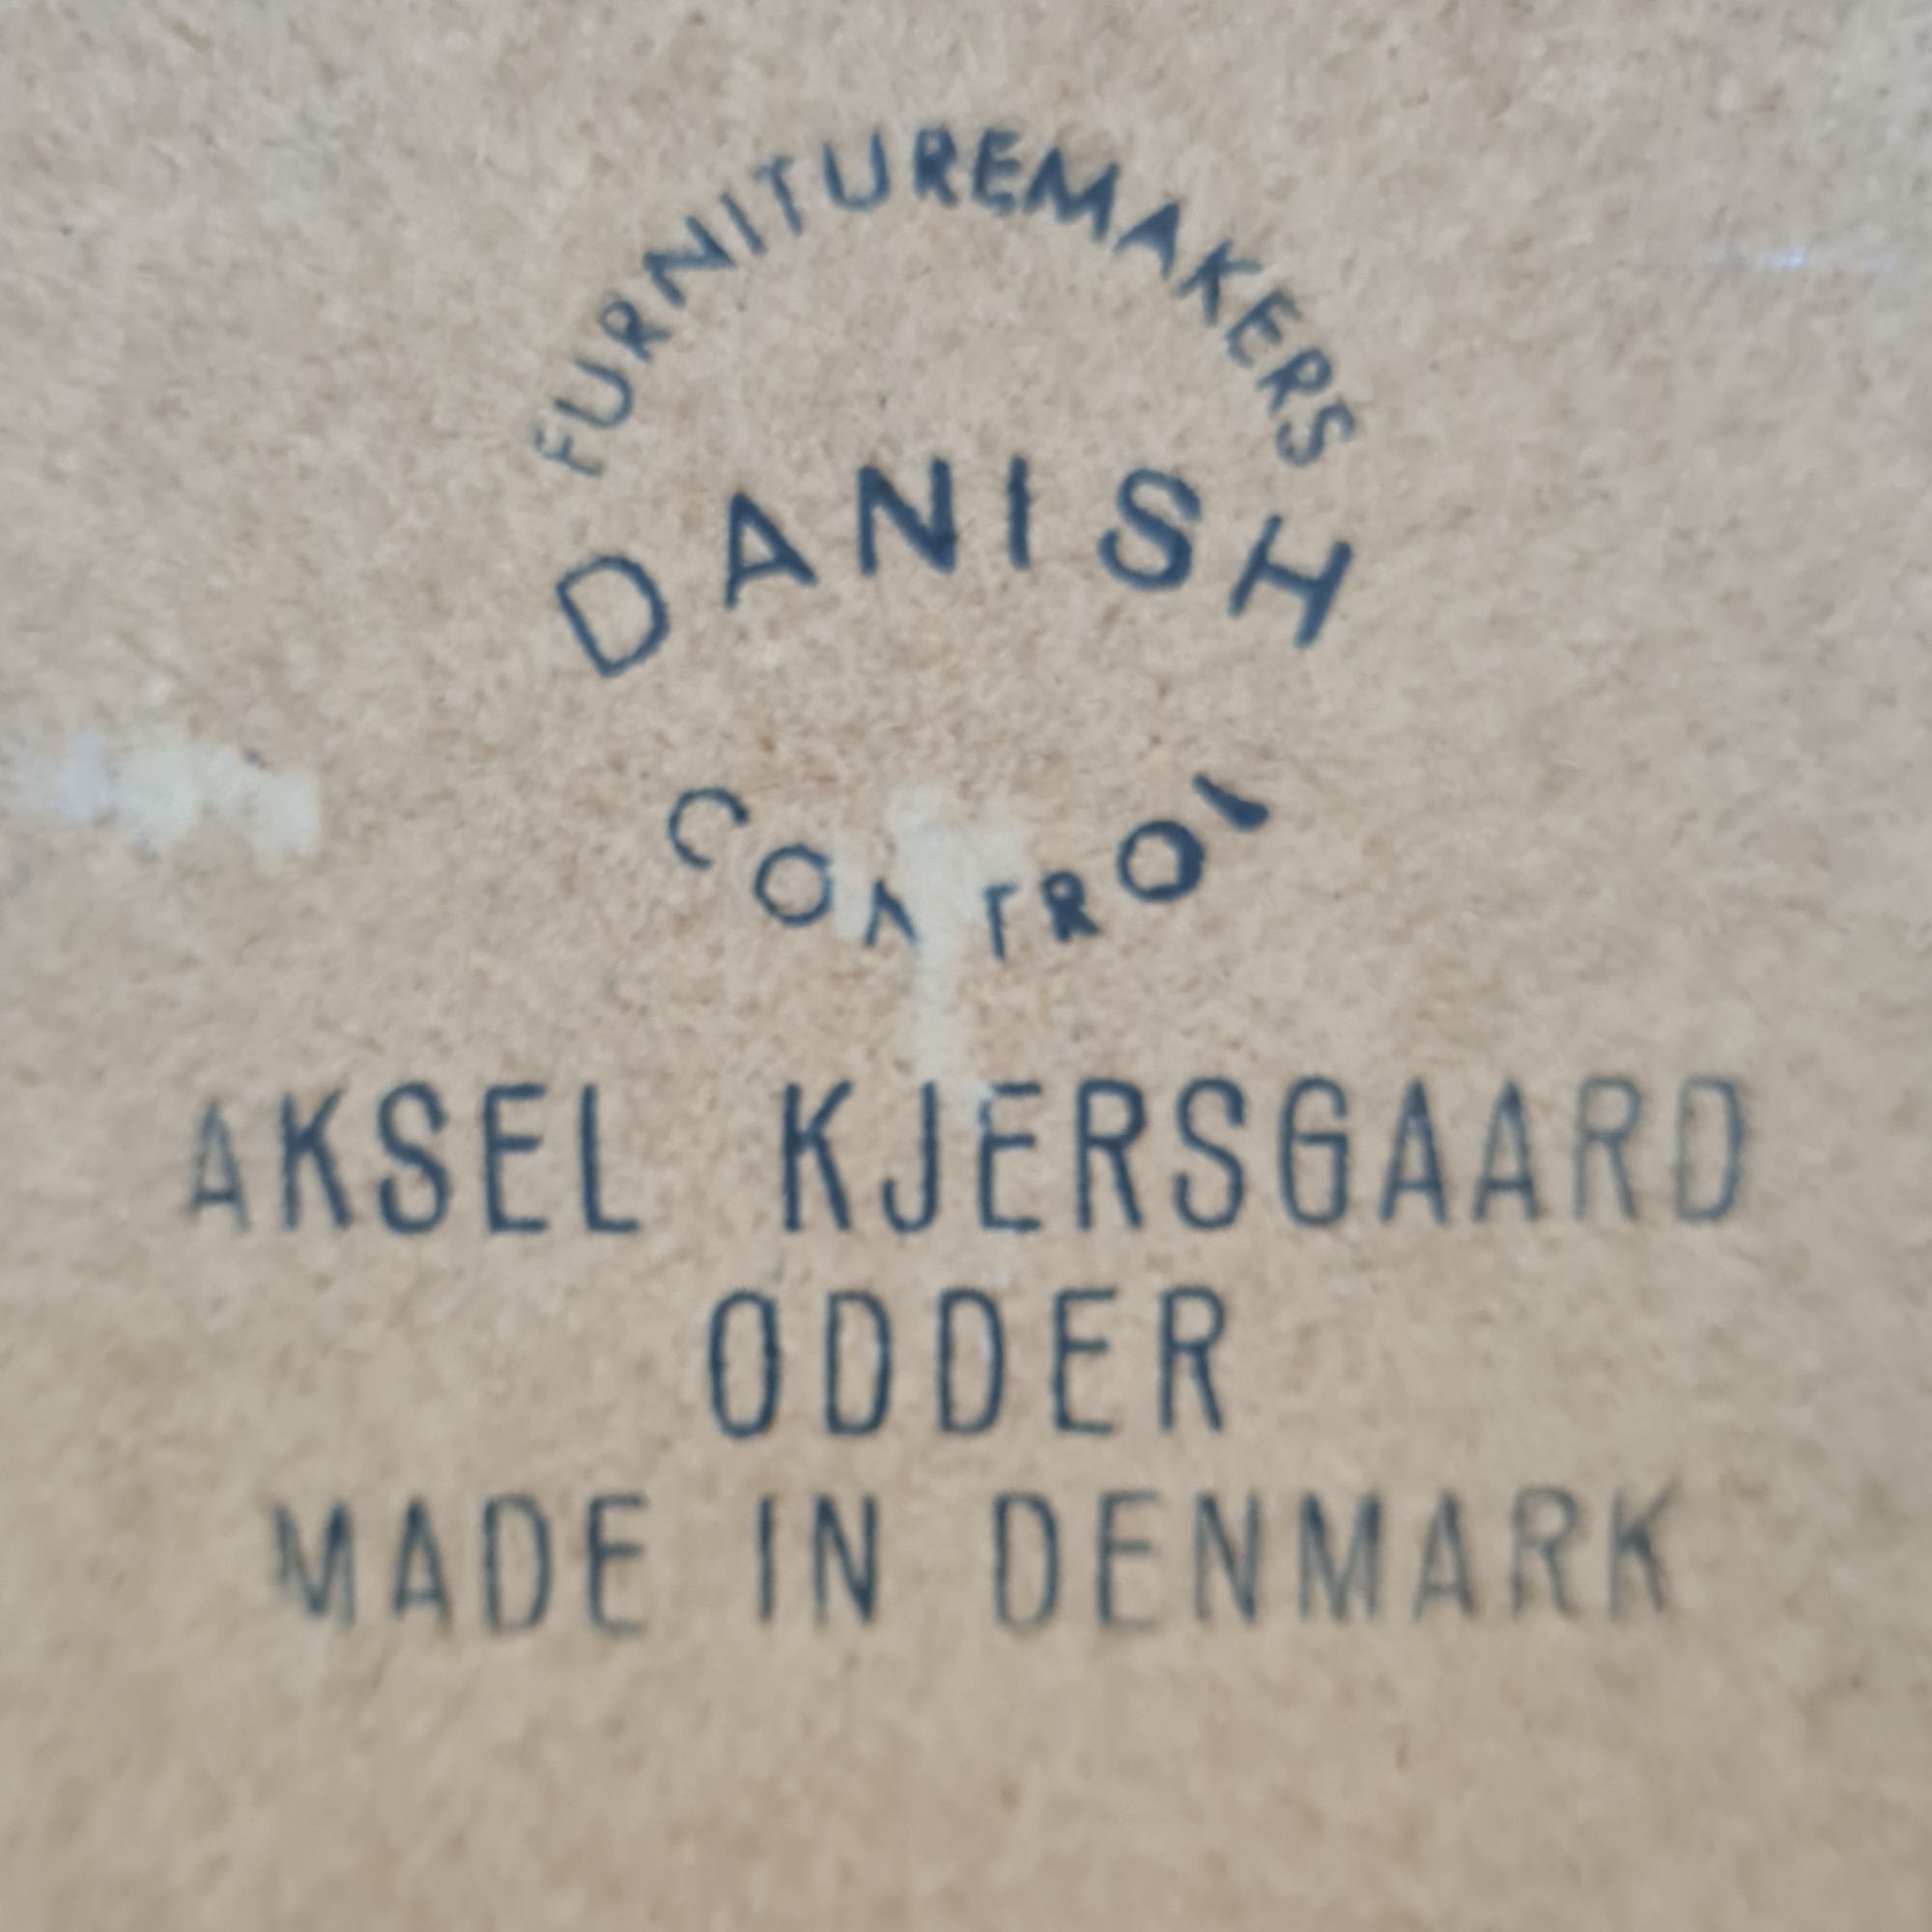 FURNITUREMAKERS
DANISH
CONTROL
AKSEL KJERSGAARD
ODDER
MADE IN DENMARK